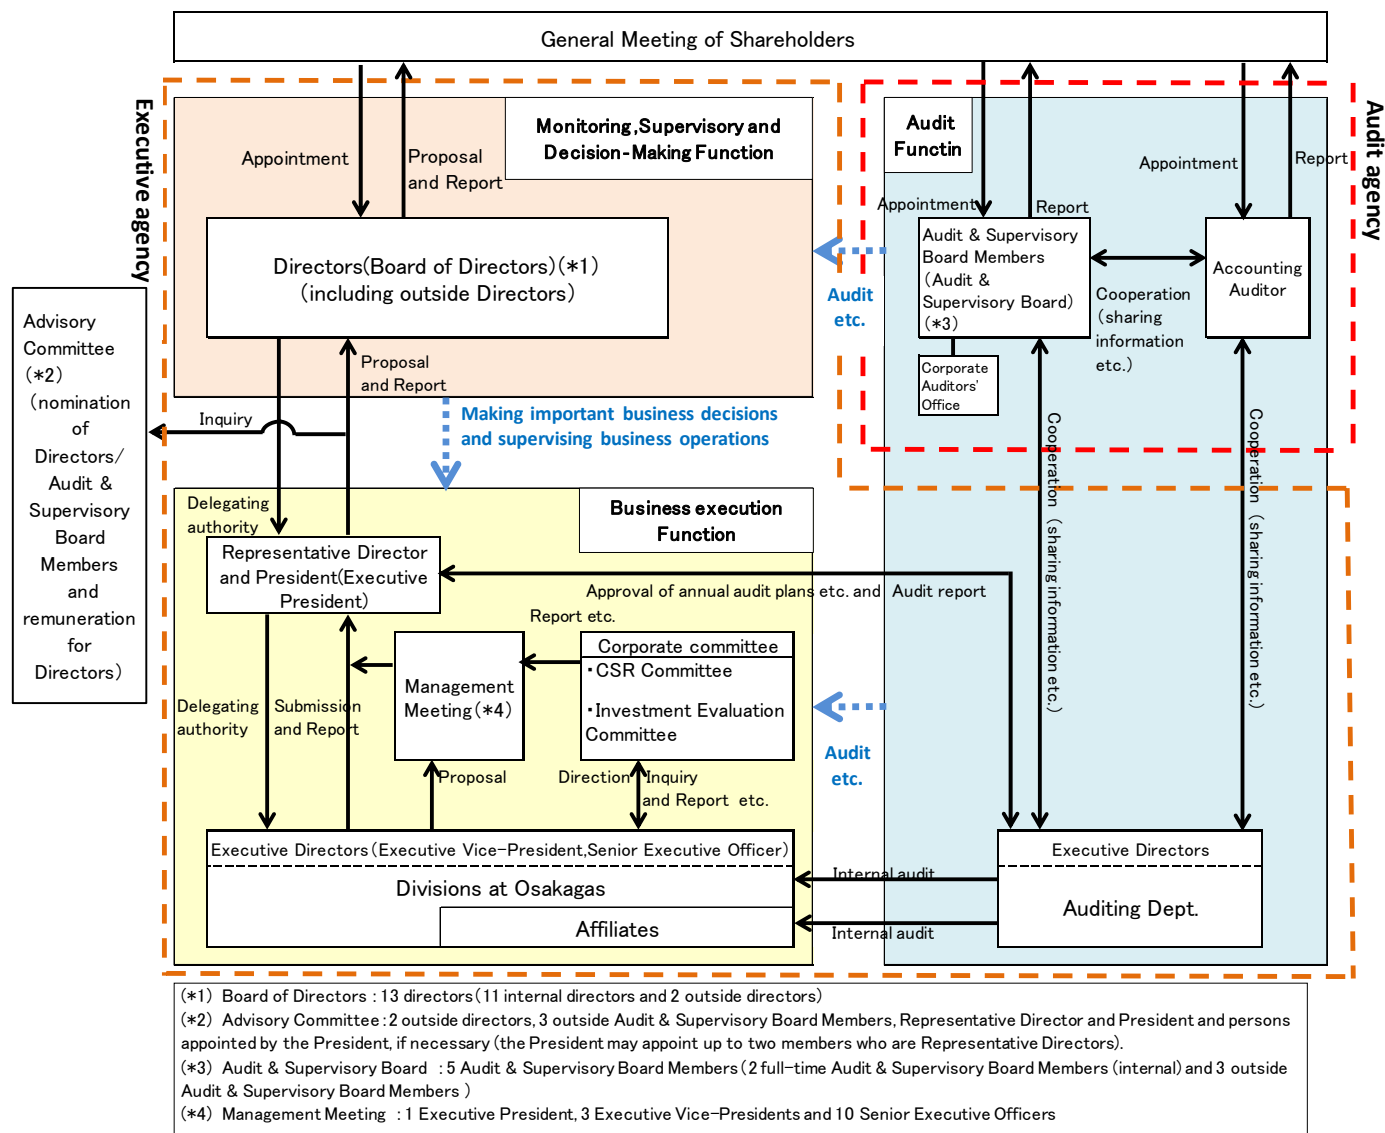 General Meeting of Shareholders
Executive agency
Audit agency
Monitoring,Supervisory and
Decision-Making Function
Audit
Functin
Appointment
Proposal
and Report
Appointment
Report
Appointment
Report
Directors(Board of Directors)(*1)
(including outside Directors)
Audit
etc.
Audit & Supervisory
Board Members
(Audit &
Supervisory Board)
(*3)
Cooperation
(sharing
information
etc.)
Accounting
Auditor
Corporate
Auditors'
Office
Advisory
Committee
(*2)
(nomination
of
Directors/
Audit &
Supervisory
Board
Members
and
remuneration
for
Directors)
Proposal
and Report
Inquiry
Making important business decisions
and supervising business operations
Cooperation (sharing information etc.)
Cooperation (sharing information etc.)
Delegating
authority
Business execution
Function
Representative Director
and President(Executive
President)
Approval of annual audit plans etc. and Audit report
Report etc.
Management
Meeting(*4)
Corporate committee
・CSR Committee
・Investment Evaluation
Committee
Delegating
authority
Submission
and Report
Audit
etc.
Proposal
Direction
Inquiry
and Report etc.
Executive Directors(Executive Vice-President,Senior Executive Officer)
Divisions at Osakagas
Affiliates
Internal audit
Internal audit
Executive Directors
Auditing Dept.
(*1) Board of Directors : 13 directors(11 internal directors and 2 outside directors)
(*2) Advisory Committee : 2 outside directors, 3 outside Audit & Supervisory Board Members, Representative Director and President and persons
appointed by the President, if necessary (the President may appoint up to two members who are Representative Directors).
(*3) Audit & Supervisory Board : 5 Audit & Supervisory Board Members (2 full-time Audit & Supervisory Board Members (internal) and 3 outside
Audit & Supervisory Board Members )
(*4) Management Meeting : 1 Executive President, 3 Executive Vice-Presidents and 10 Senior Executive Officers